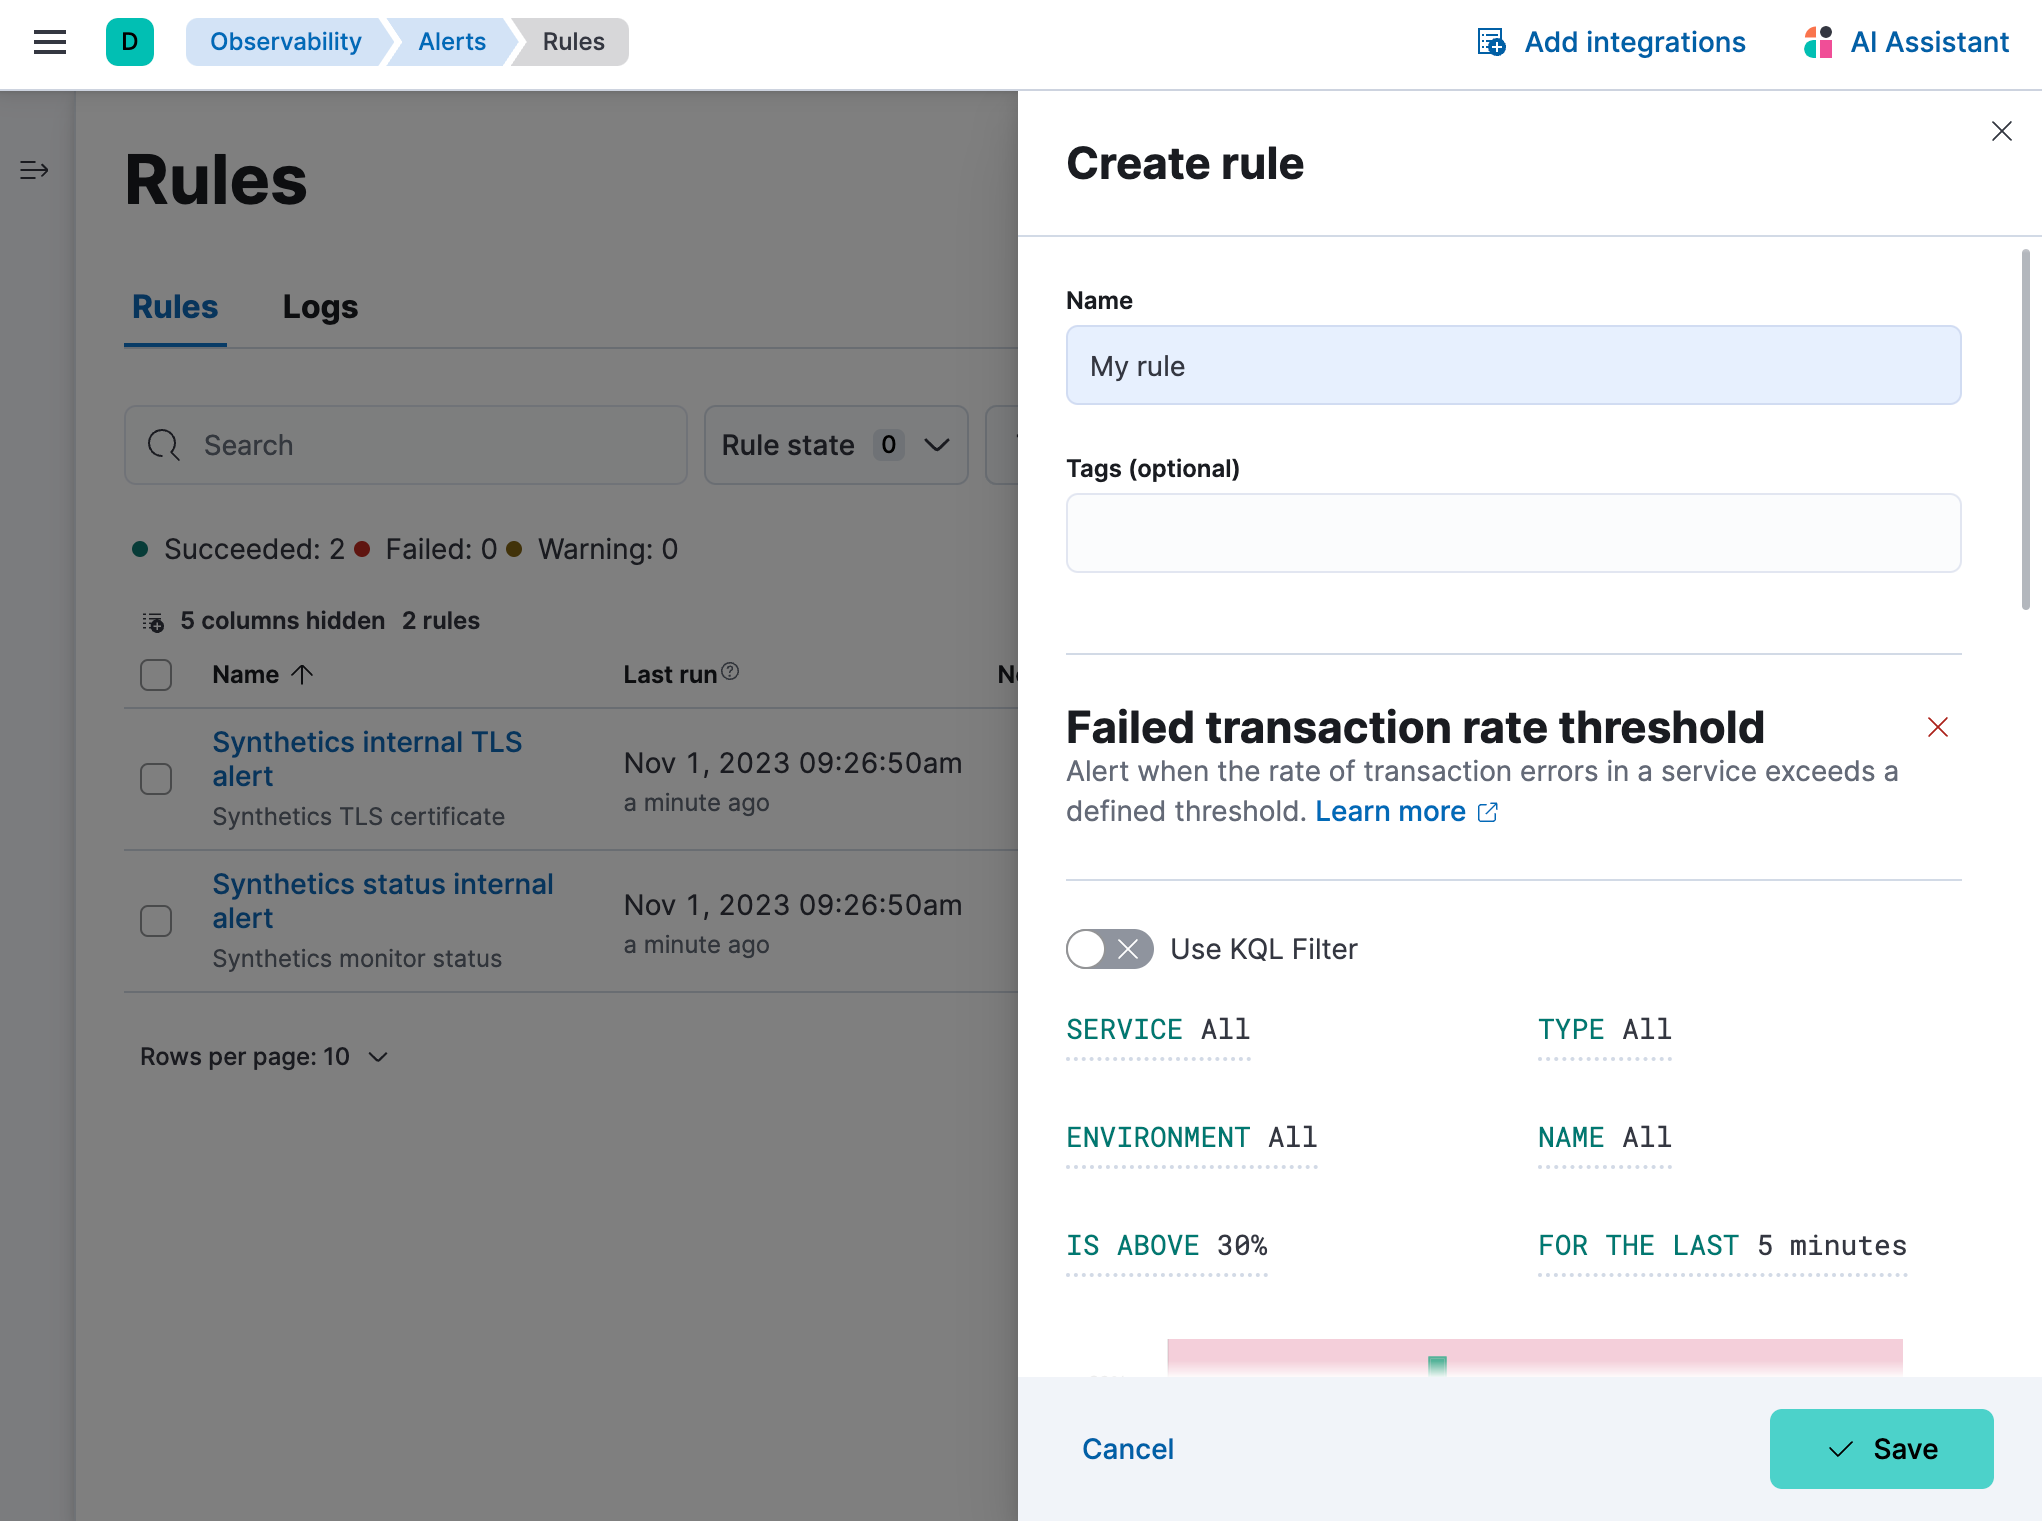 D
Observability
Alerts
Rules
Add integrations
AI Assistant
Rules
Rules
Logs
Search
Rule state 0
Succeeded: 2
Failed: 0
Warning: 0
5 columns hidden
2 rules
Name
Last run
Synthetics internal TLS
alert
Synthetics TLS certificate
Nov 1, 2023 09:26:50am
a minute ago
Synthetics status internal
alert
Synthetics monitor status
Nov 1, 2023 09:26:50am
a minute ago
Rows per page: 10
Create rule
Name
My rule
Tags (optional)
Failed transaction rate threshold
Alert when the rate of transaction errors in a service exceeds a
defined threshold. Learn more
Use KQL Filter
SERVICE All
TYPE All
ENVIRONMENT All
NAME All
IS ABOVE 30%
FOR THE LAST 5 minutes
Cancel
Save